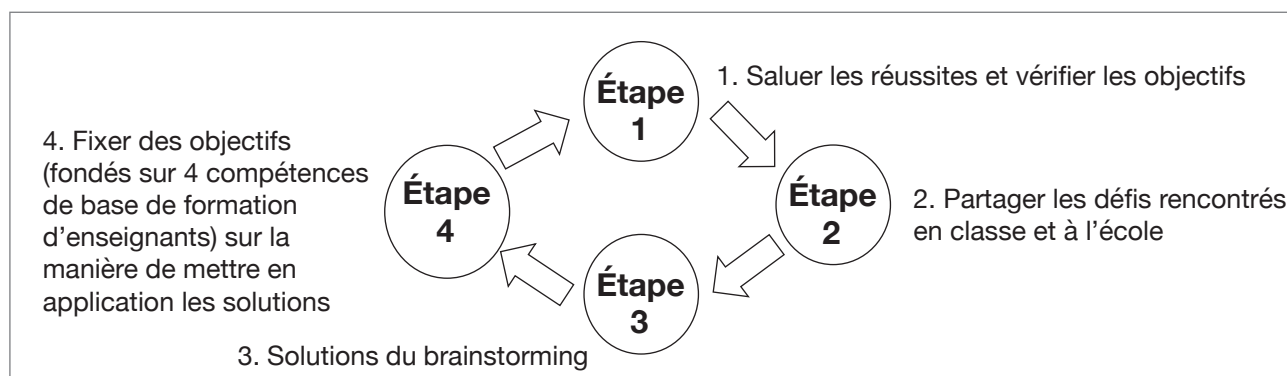 Étape
1
1. Saluer les réussites et vérifier les objectifs
Étape
2
2. Partager les défis rencontrés
en classe et à l’école
Étape
3
3. Solutions du brainstorming
Étape
4
4. Fixer des objectifs
(fondés sur 4 compétences
de base de formation
d’enseignants) sur la
manière de mettre en
application les solutions